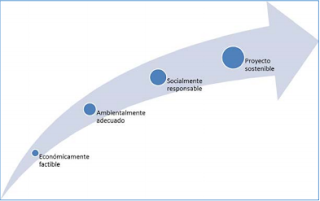 Proyecto
sostenible
Socialmente
responsable
Ambientalmente
adecuado
Económicamente
factible